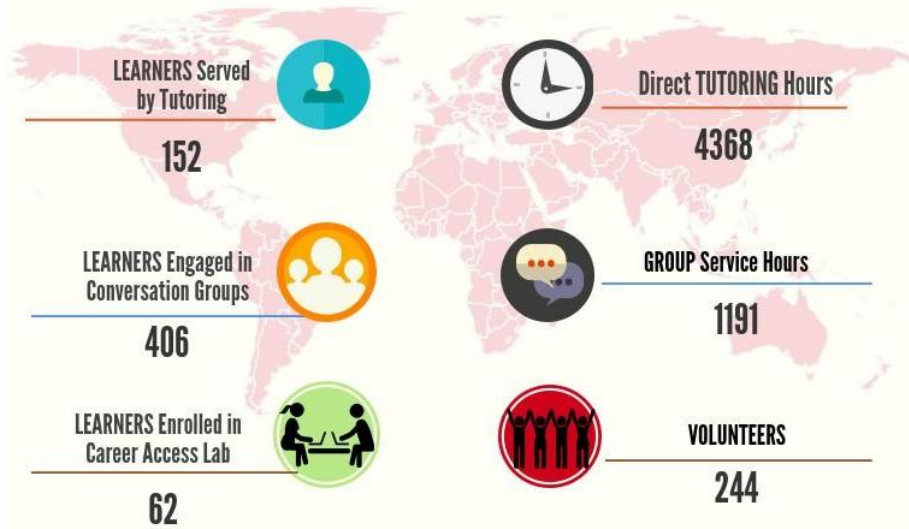 LEARNERS Served
by Tutoring
152
Direct TUTORING Hours
4368
LEARNERS Engaged in
Conversation Groups
406
GROUP Service Hours
1191
LEARNERS Enrolled in
Career Access Lab
62
VOLUNTEERS
244